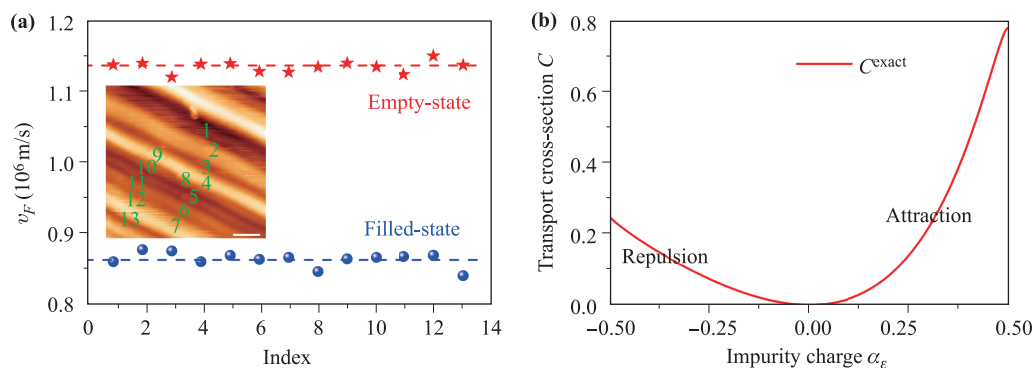 (a)
1.2
1.1
1.0
0.9
0.8
v_F (10⁶ m/s)
Empty-state
Filled-state
1
2
3
4
5
6
7
8
9
10
11
12
13
0 2 4 6 8 10 12 14
Index
(b)
0.8
0.6
0.4
0.2
0.0
Transport cross-section C
C^exact
Attraction
Repulsion
−0.50 −0.25 0.00 0.25 0.50
Impurity charge α_ε